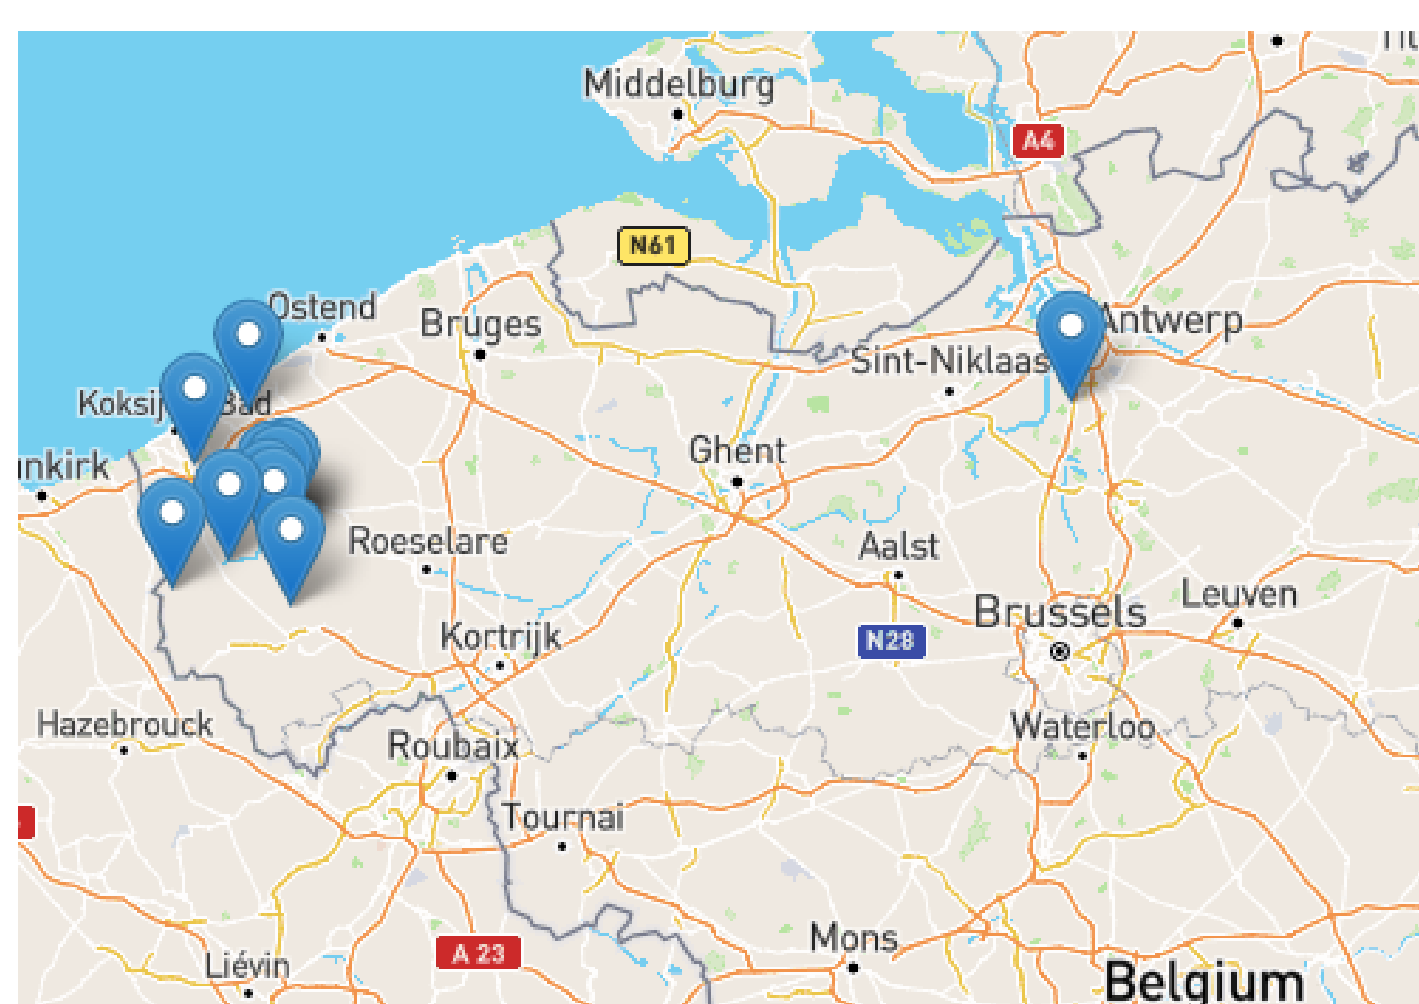 Middelburg
A4
N61
Ostend
Bruges
Antwerp
Sint-Niklaas
Koksij Bad
unkirk
Ghent
Roeselare
Aalst
Leuven
Brussels
Kortrijk
N28
Hazebrouck
Roubaix
Waterloo
Tournai
Mons
A 23
Liévin
Belgium